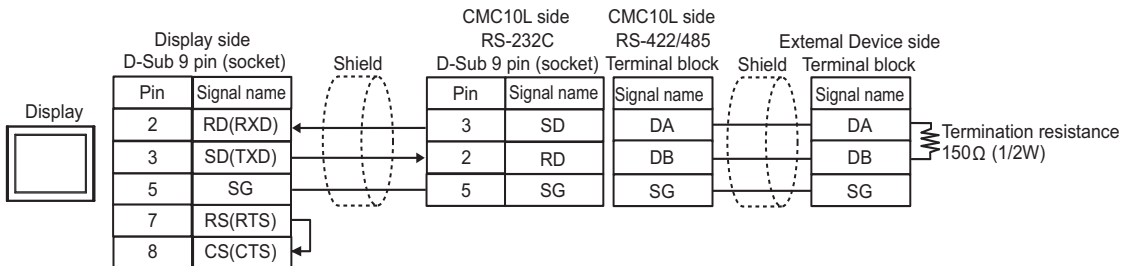 CMC10L side CMC10L side
Display side RS-232C RS-422/485 External Device side
D-Sub 9 pin (socket) Shield D-Sub 9 pin (socket) Terminal block Shield Terminal block
Display Pin Signal name Pin Signal name Signal name Signal name
2 RD(RXD) 3 SD DA DA Termination resistance
3 SD(TXD) 2 RD DB DB 150Ω (1/2W)
5 SG 5 SG SG SG
7 RS(RTS)
8 CS(CTS)